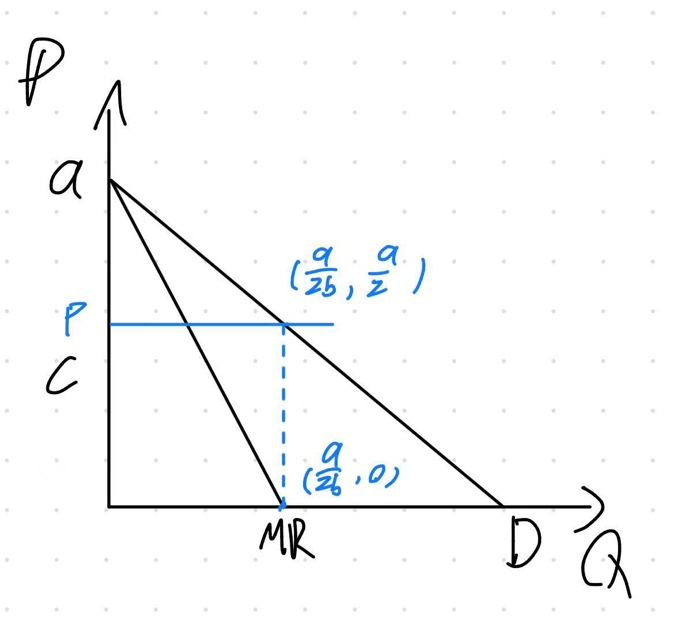 P
a
(a/2b, a/2)
P
C
(a/2b, 0)
MR
D
Q